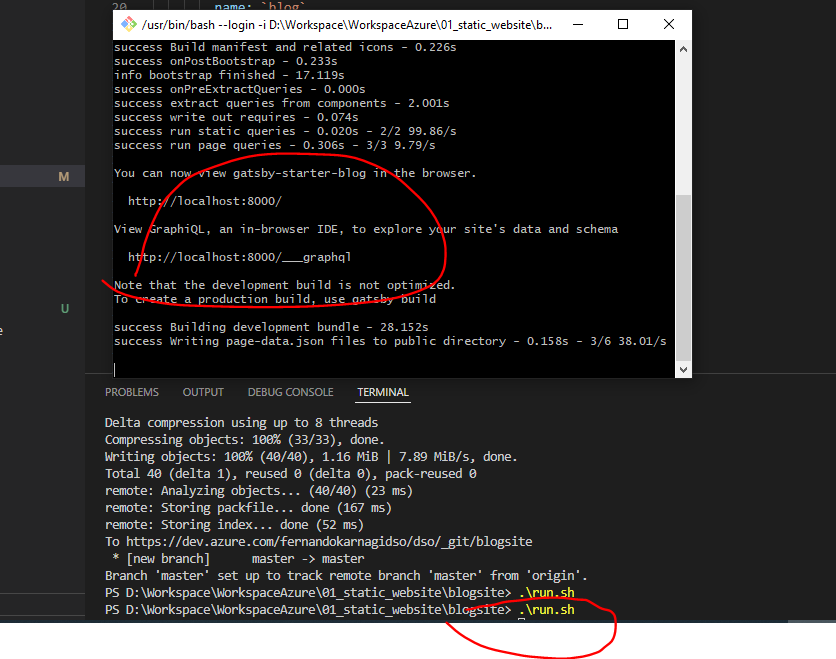 20
name: `blog`
/usr/bin/bash --login -i D:\Workspace\WorkspaceAzure\01_static_website\b...
success Build manifest and related icons - 0.226s
success onPostBootstrap - 0.233s
info bootstrap finished - 17.119s
success onPreExtractQueries - 0.000s
success extract queries from components - 2.001s
success write out requires - 0.074s
success run static queries - 0.020s - 2/2 99.86/s
success run page queries - 0.306s - 3/3 9.79/s
You can now view gatsby-starter-blog in the browser.
http://localhost:8000/
View GraphiQL, an in-browser IDE, to explore your site's data and schema
http://localhost:8000/___graphql
Note that the development build is not optimized.
To create a production build, use gatsby build
success Building development bundle - 28.152s
success Writing page-data.json files to public directory - 0.158s - 3/6 38.01/s
M
U
e
PROBLEMS OUTPUT DEBUG CONSOLE TERMINAL
Delta compression using up to 8 threads
Compressing objects: 100% (33/33), done.
Writing objects: 100% (40/40), 1.16 MiB | 7.89 MiB/s, done.
Total 40 (delta 1), reused 0 (delta 0), pack-reused 0
remote: Analyzing objects... (40/40) (23 ms)
remote: Storing packfile... done (167 ms)
remote: Storing index... done (52 ms)
To https://dev.azure.com/fernandokarnagidso/dso/_git/blogsite
* [new branch] master -> master
Branch 'master' set up to track remote branch 'master' from 'origin'.
PS D:\Workspace\WorkspaceAzure\01_static_website\blogsite> .\run.sh
PS D:\Workspace\WorkspaceAzure\01_static_website\blogsite> .\run.sh